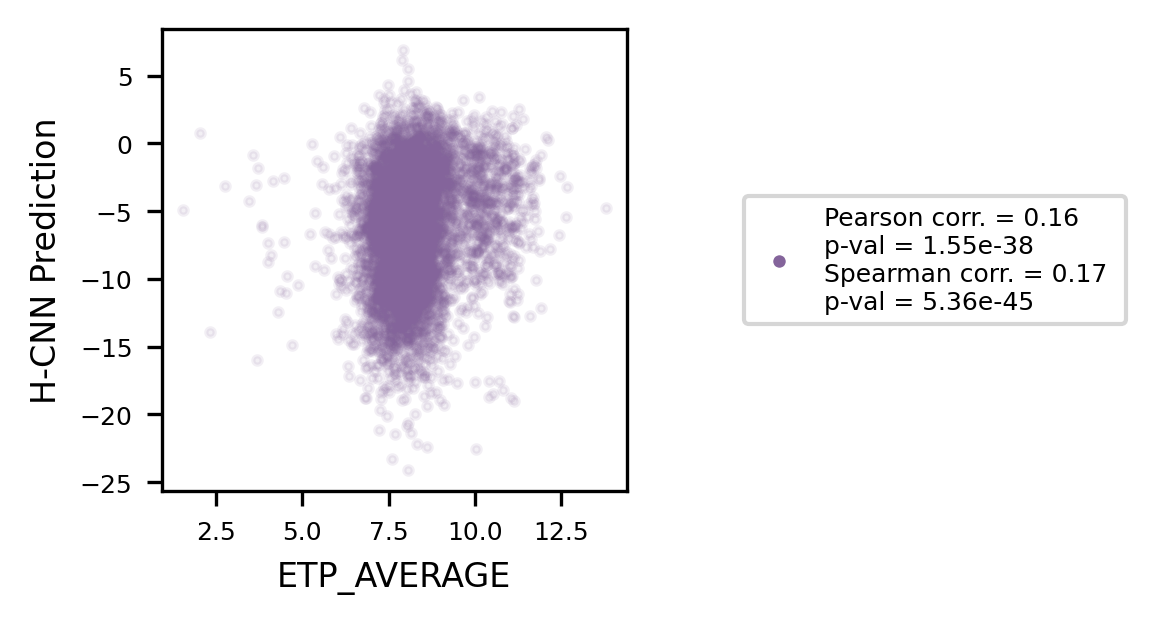 5
0
−5
−10
−15
−20
−25
H-CNN Prediction
2.5 5.0 7.5 10.0 12.5
ETP_AVERAGE
Pearson corr. = 0.16
p-val = 1.55e-38
Spearman corr. = 0.17
p-val = 5.36e-45